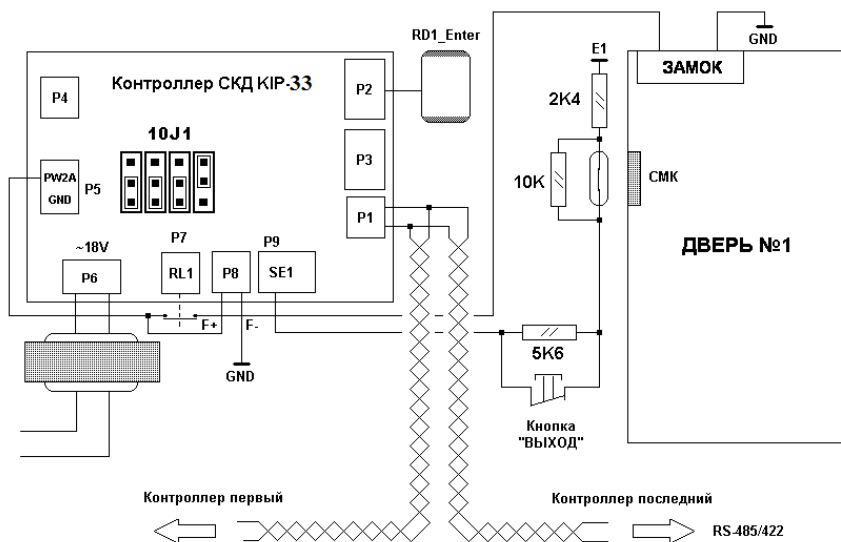 RD1_Enter
E1
GND
ЗАМОК
Контроллер СКД KIP-33
P4
P2
2K4
10J1
P3
10K
СМК
PW2A
GND
P5
P1
ДВЕРЬ №1
~18V
P7
P9
P6
RL1
P8
SE1
F+
F-
5K6
GND
Кнопка
"ВЫХОД"
Контроллер первый
Контроллер последний
RS-485/422